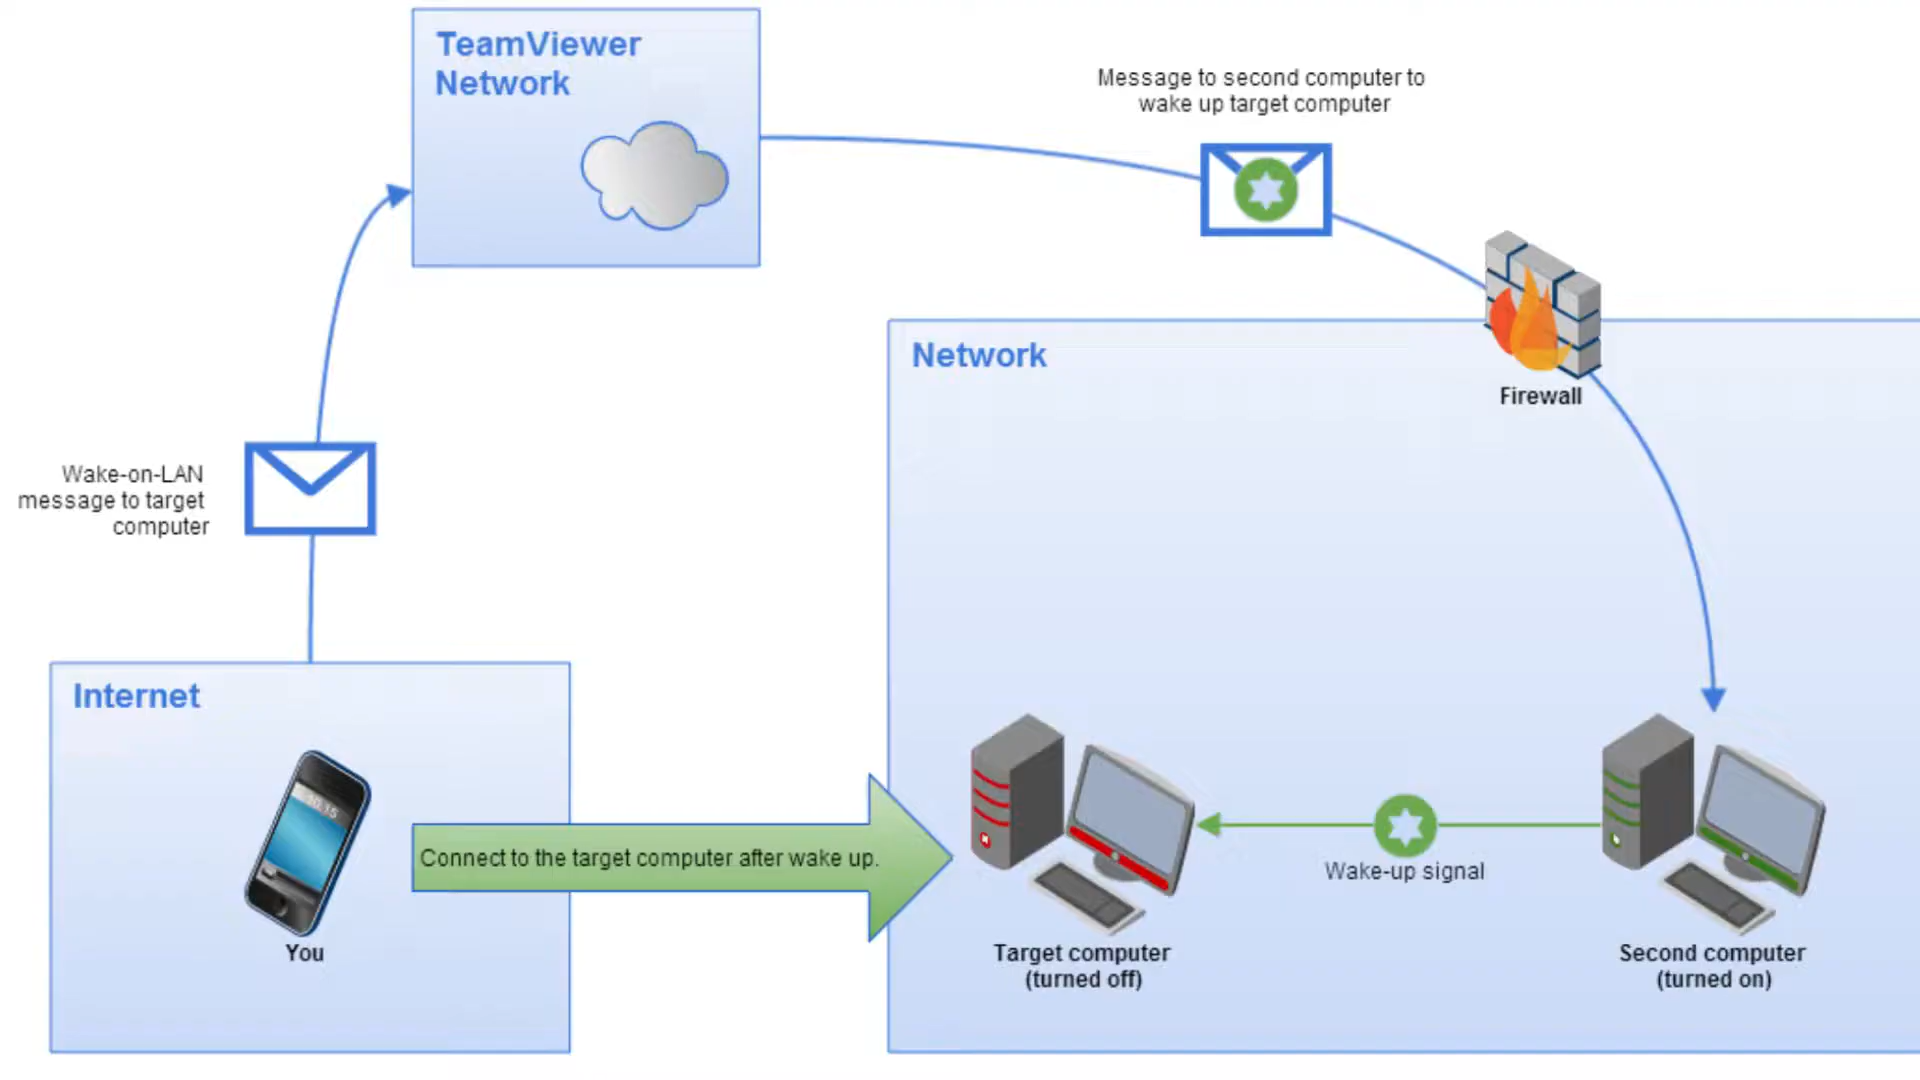 TeamViewer
Network
Message to second computer to
wake up target computer
Network
Firewall
Wake-on-LAN
message to target
computer
Internet
10:15
Connect to the target computer after wake up.
Wake-up signal
You
Target computer
(turned off)
Second computer
(turned on)